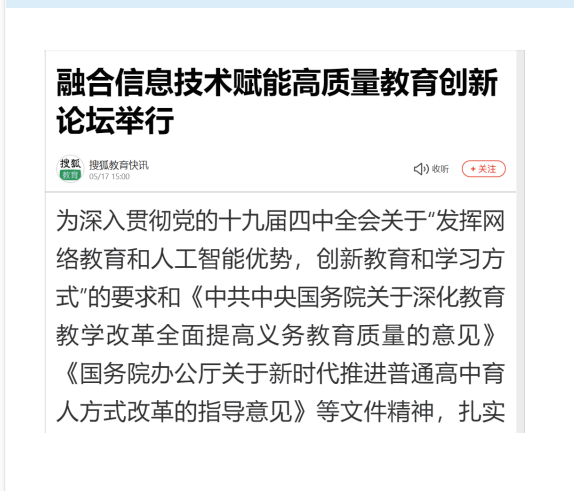 融合信息技术赋能高质量教育创新
论坛举行
搜狐
教育
搜狐教育快讯
05/17 15:00
收听
+关注
为深入贯彻党的十九届四中全会关于“发挥网
络教育和人工智能优势，创新教育和学习方
式”的要求和《中共中央国务院关于深化教育
教学改革全面提高义务教育质量的意见》
《国务院办公厅关于新时代推进普通高中育
人方式改革的指导意见》等文件精神，扎实